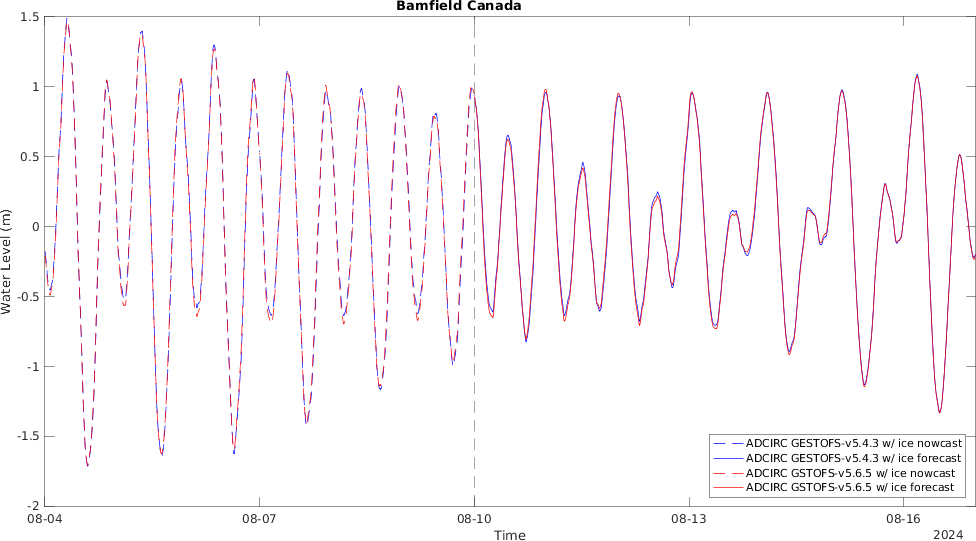 Bamfield Canada
1.5
1
0.5
0
-0.5
-1
-1.5
-2
Water Level (m)
08-04
08-07
08-10
08-13
08-16
Time
2024
ADCIRC GESTOFS-v5.4.3 w/ ice nowcast
ADCIRC GESTOFS-v5.4.3 w/ ice forecast
ADCIRC GSTOFS-v5.6.5 w/ ice nowcast
ADCIRC GSTOFS-v5.6.5 w/ ice forecast